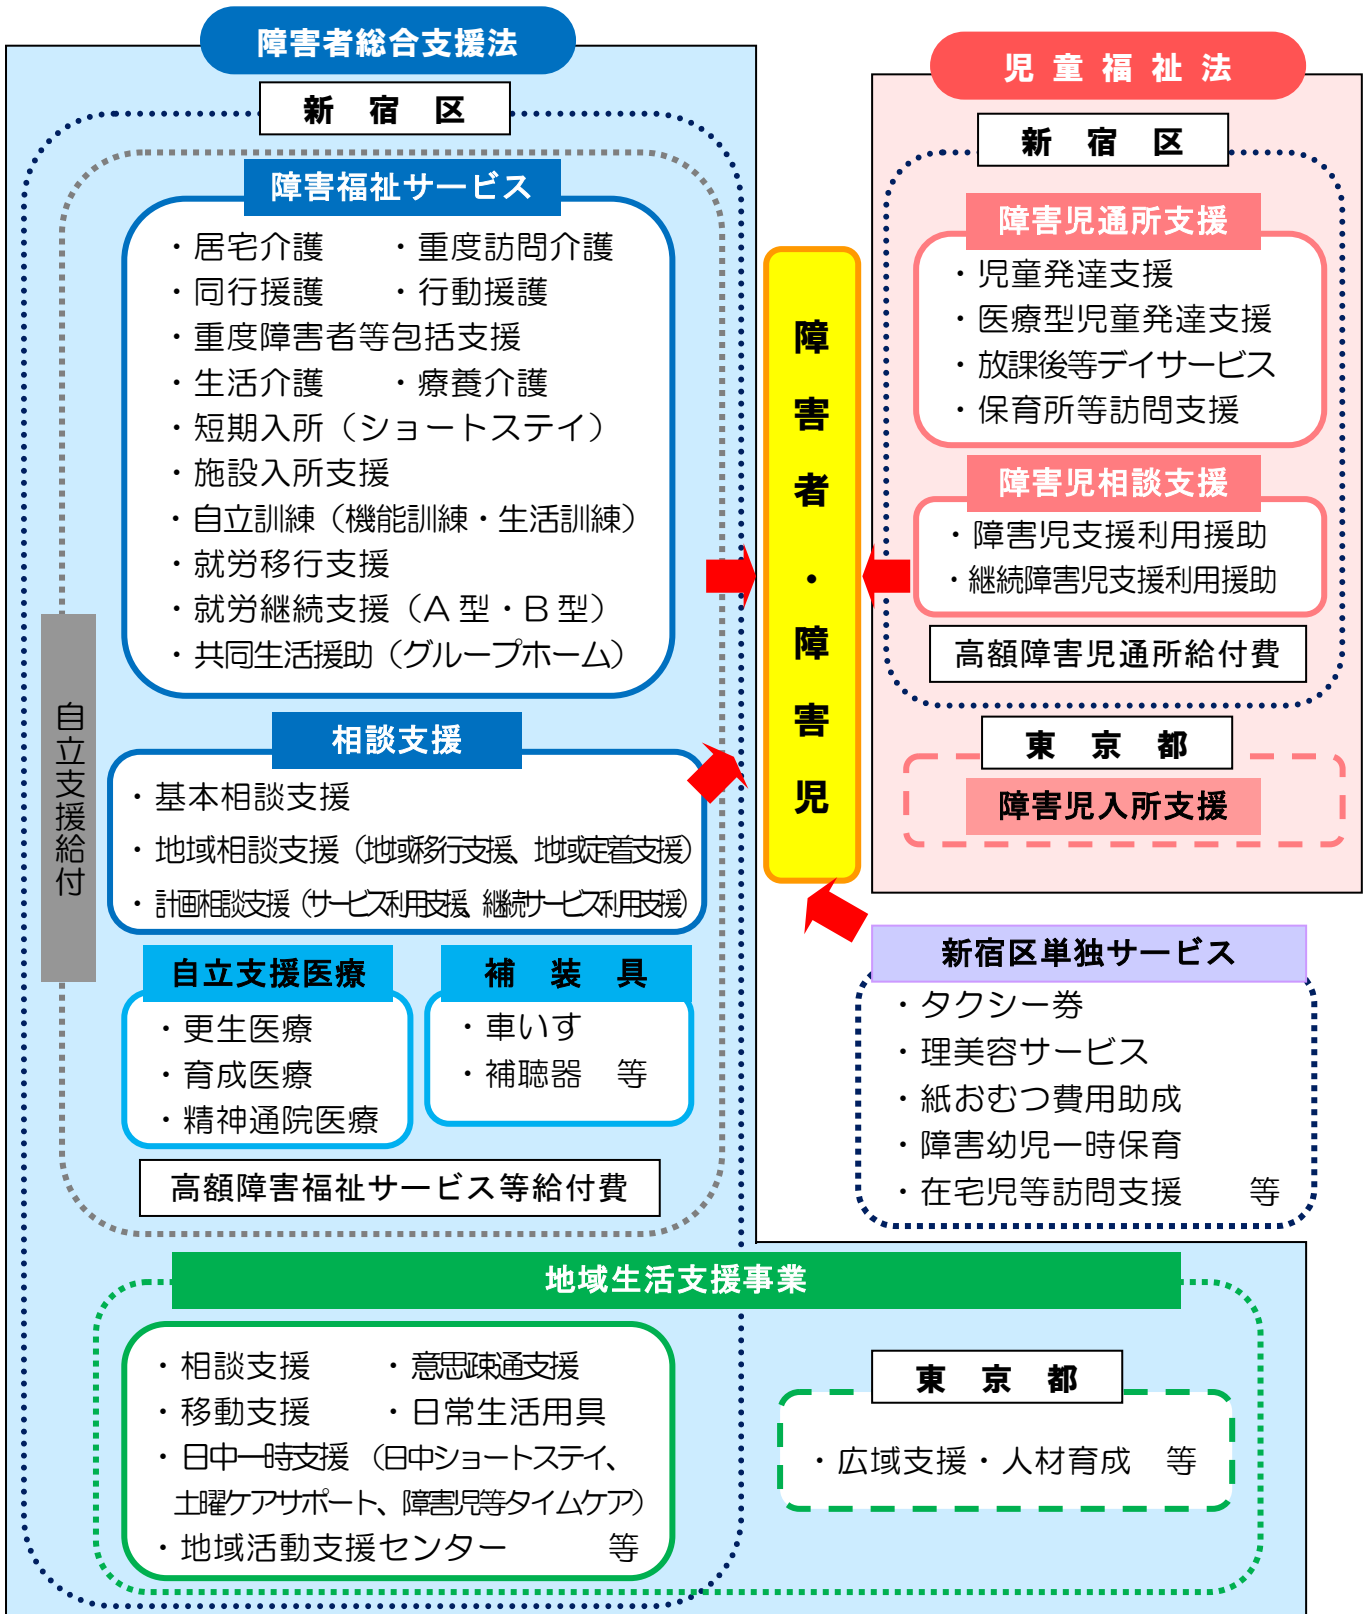 障害者総合支援法
新宿区
障害福祉サービス
・居宅介護　・重度訪問介護
・同行援護　・行動援護
・重度障害者等包括支援
・生活介護　・療養介護
・短期入所（ショートステイ）
・施設入所支援
・自立訓練（機能訓練・生活訓練）
・就労移行支援
・就労継続支援（A型・B型）
・共同生活援助（グループホーム）
自立支援給付
相談支援
・基本相談支援
・地域相談支援（地域移行支援、地域定着支援）
・計画相談支援（サービス利用支援、継続サービス利用支援）
自立支援医療
・更生医療
・育成医療
・精神通院医療
補装具
・車いす
・補聴器　等
高額障害福祉サービス等給付費
障害者・障害児
児童福祉法
新宿区
障害児通所支援
・児童発達支援
・医療型児童発達支援
・放課後等デイサービス
・保育所等訪問支援
障害児相談支援
・障害児支援利用援助
・継続障害児支援利用援助
高額障害児通所給付費
東京都
障害児入所支援
新宿区単独サービス
・タクシー券
・理美容サービス
・紙おむつ費用助成
・障害幼児一時保育
・在宅児等訪問支援　等
地域生活支援事業
・相談支援　・意思疎通支援
・移動支援　・日常生活用具
・日中一時支援（日中ショートステイ、
土曜ケアサポート、障害児等タイムケア）
・地域活動支援センター　等
東京都
・広域支援・人材育成　等